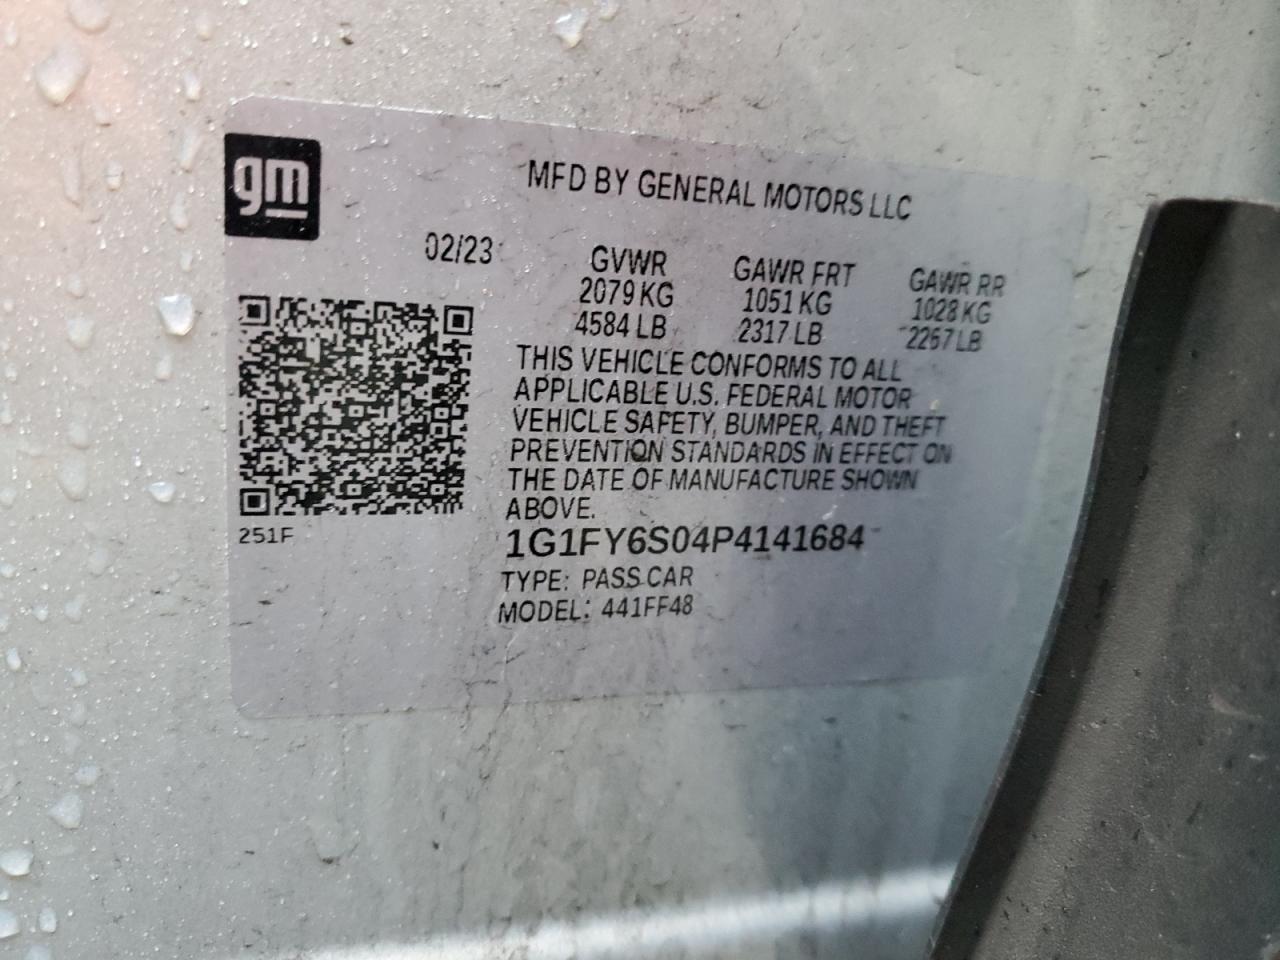 gm
MFD BY GENERAL MOTORS LLC
02/23 GVWR GAWR FRT GAWR RR
2079 KG 1051 KG 1028 KG
4584 LB 2317 LB 2267 LB
THIS VEHICLE CONFORMS TO ALL
APPLICABLE U.S. FEDERAL MOTOR
VEHICLE SAFETY, BUMPER, AND THEFT
PREVENTION STANDARDS IN EFFECT ON
THE DATE OF MANUFACTURE SHOWN
ABOVE.
251F
1G1FY6S04P4141684
TYPE: PASS CAR
MODEL: 441FF48